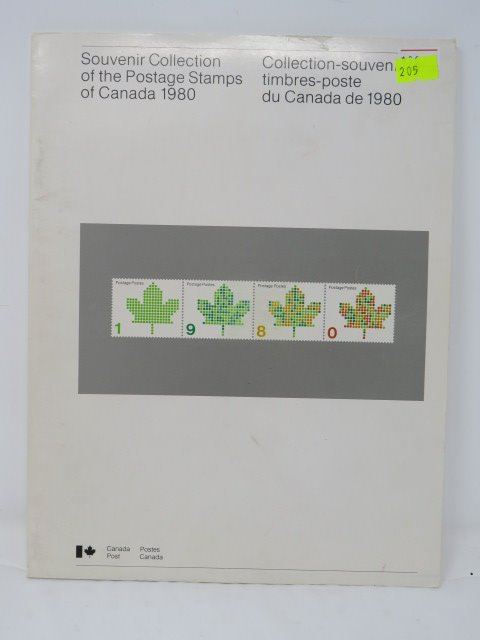 Souvenir Collection
of the Postage Stamps
of Canada 1980
Collection-souveni
timbres-poste
du Canada de 1980
205
Postage Postes
Postage Postes
Postage Postes
Postage Postes
1 9 8 0
Canada Postes
Post Canada